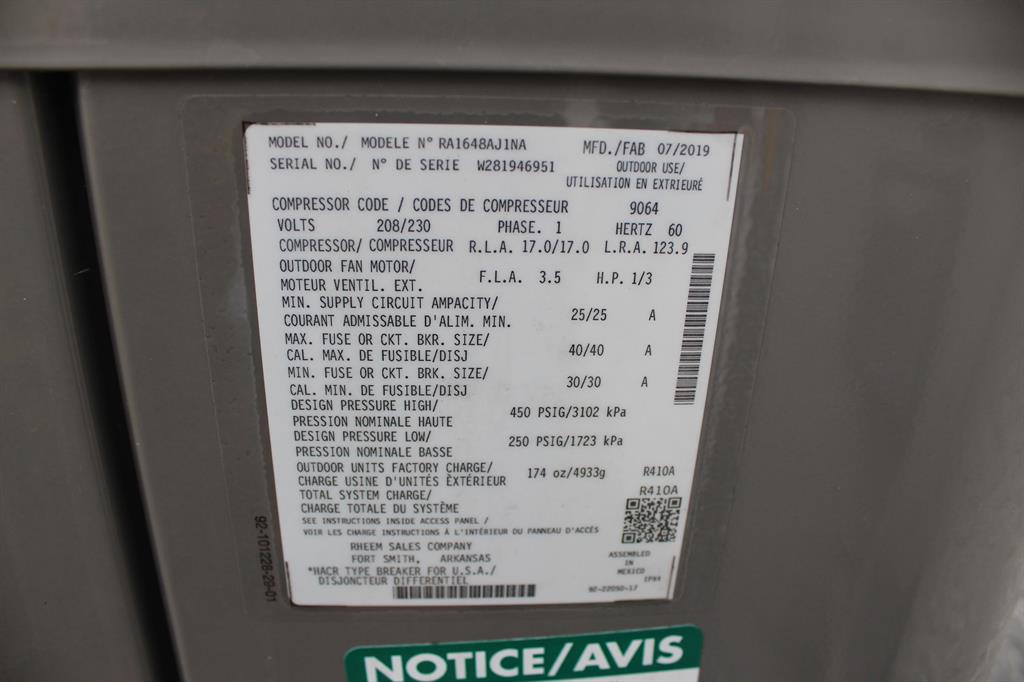 MODEL NO./ MODELE N° RA1648AJ1NA MFD./FAB 07/2019
SERIAL NO./ N° DE SERIE W281946951 OUTDOOR USE/
UTILISATION EN EXTRIEURÉ
COMPRESSOR CODE / CODES DE COMPRESSEUR 9064
VOLTS 208/230 PHASE. 1 HERTZ 60
COMPRESSOR/ COMPRESSEUR R.L.A. 17.0/17.0 L.R.A. 123.9
OUTDOOR FAN MOTOR/
MOTEUR VENTIL. EXT. F.L.A. 3.5 H.P. 1/3
MIN. SUPPLY CIRCUIT AMPACITY/
COURANT ADMISSABLE D'ALIM. MIN. 25/25 A
MAX. FUSE OR CKT. BKR. SIZE/
CAL. MAX. DE FUSIBLE/DISJ 40/40 A
MIN. FUSE OR CKT. BRK. SIZE/
CAL. MIN. DE FUSIBLE/DISJ 30/30 A
DESIGN PRESSURE HIGH/
PRESSION NOMINALE HAUTE 450 PSIG/3102 kPa
DESIGN PRESSURE LOW/
PRESSION NOMINALE BASSE 250 PSIG/1723 kPa
OUTDOOR UNITS FACTORY CHARGE/
CHARGE USINE D'UNITÉS ÈXTÉRIEUR 174 oz/4933g R410A
TOTAL SYSTEM CHARGE/ R410A
CHARGE TOTALE DU SYSTÈME
SEE INSTRUCTIONS INSIDE ACCESS PANEL /
VOIR LES CHARGE INSTRUCTIONS À L'INTÉRIEUR DU PANNEAU D'ACCÈS
RHEEM SALES COMPANY
FORT SMITH, ARKANSAS
*HACR TYPE BREAKER FOR U.S.A./
DISJONCTEUR DIFFERENTIEL
ASSEMBLED
IN
MEXICO
IPX4
92-22050-17
92-101228-29-01
NOTICE/AVIS